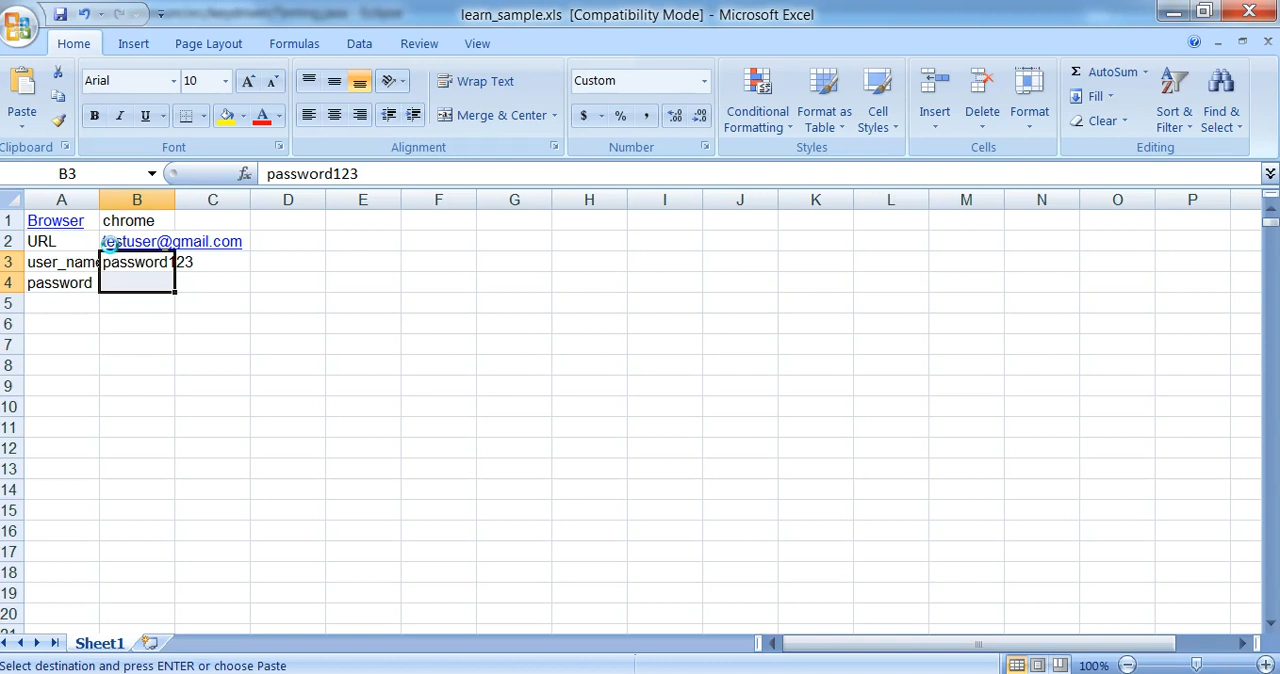 learn_sample.xls [Compatibility Mode] - Microsoft Excel
Home Insert Page Layout Formulas Data Review View
Paste
Clipboard
Arial 10
B I U A
Font
Wrap Text
Merge & Center
Alignment
Custom
$ % ,
Number
Conditional Formatting
Format as Table
Cell Styles
Styles
Insert Delete Format
Cells
Σ AutoSum
Fill
Clear
Sort & Filter
Find & Select
Editing
B3 fx password123
A B C D E F G H I J K L M N O P
1 Browser chrome
2 URL testuser@gmail.com
3 user_name password123
4 password
5
6
7
8
9
10
11
12
13
14
15
16
17
18
19
20
Sheet1
Select destination and press ENTER or choose Paste 100%